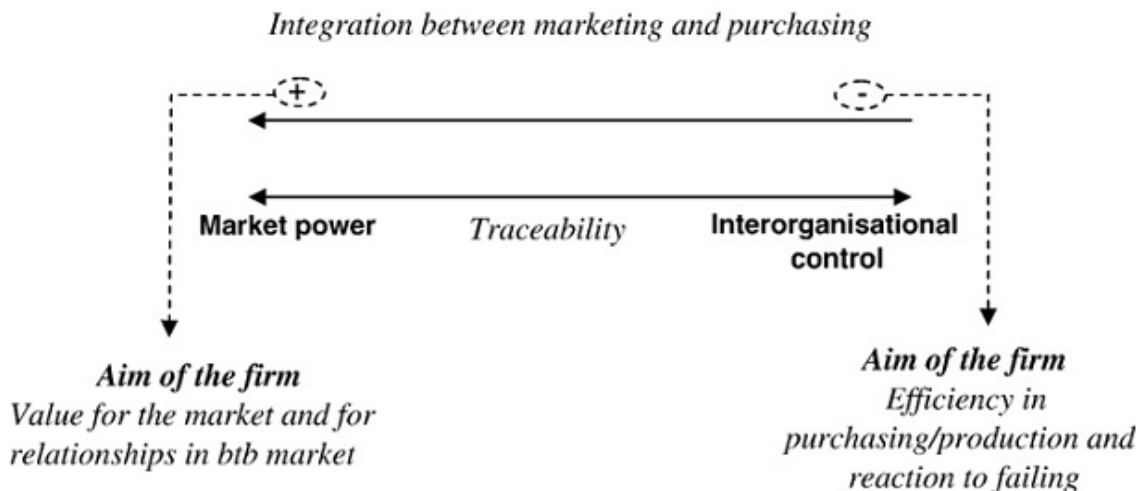 Integration between marketing and purchasing
+
-
Market power
Traceability
Interorganisational
control
Aim of the firm
Value for the market and for
relationships in btb market
Aim of the firm
Efficiency in
purchasing/production and
reaction to failing